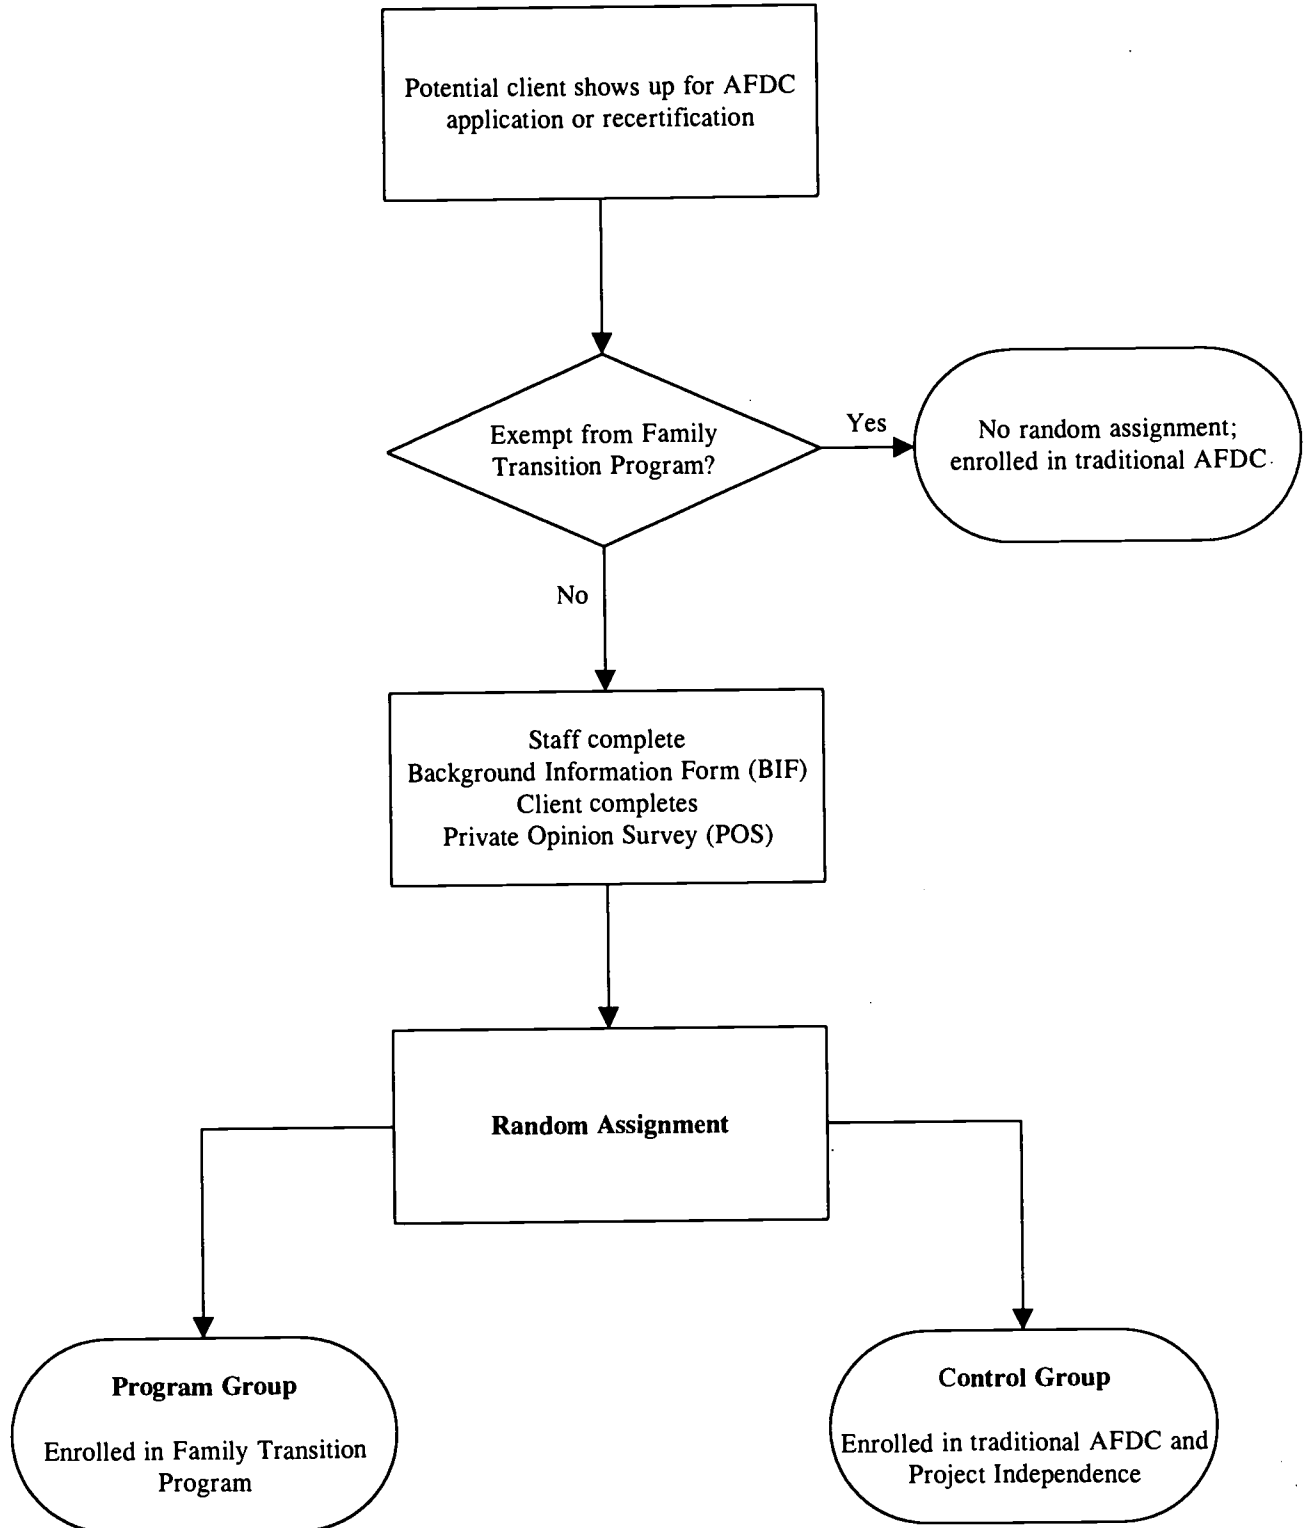 Potential client shows up for AFDC
application or recertification
Exempt from Family
Transition Program?
Yes
No random assignment;
enrolled in traditional AFDC
No
Staff complete
Background Information Form (BIF)
Client completes
Private Opinion Survey (POS)
Random Assignment
Program Group
Enrolled in Family Transition
Program
Control Group
Enrolled in traditional AFDC and
Project Independence